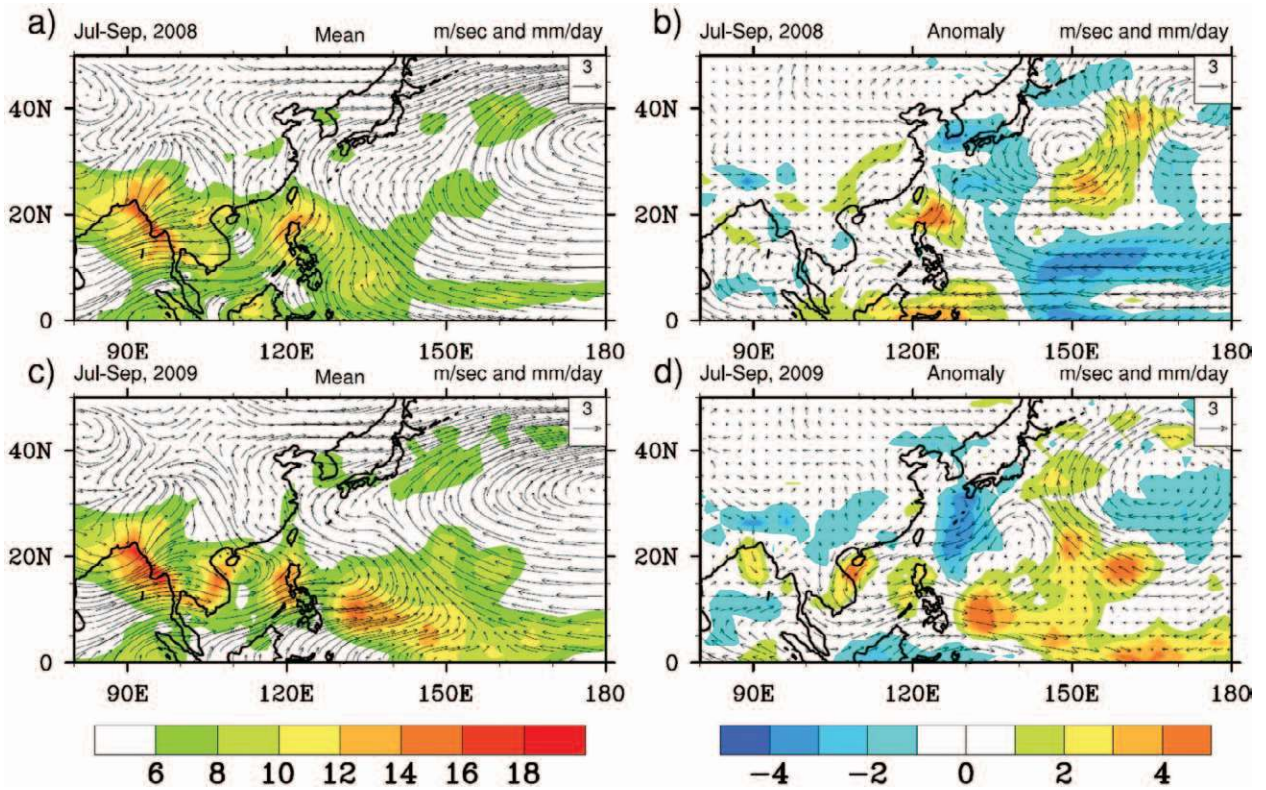 a) Jul-Sep, 2008 Mean m/sec and mm/day
3
40N
20N
0
90E 120E 150E 180
b) Jul-Sep, 2008 Anomaly m/sec and mm/day
3
40N
20N
0
90E 120E 150E 180
c) Jul-Sep, 2009 Mean m/sec and mm/day
3
40N
20N
0
90E 120E 150E 180
d) Jul-Sep, 2009 Anomaly m/sec and mm/day
3
40N
20N
0
90E 120E 150E 180
6 8 10 12 14 16 18
-4 -2 0 2 4